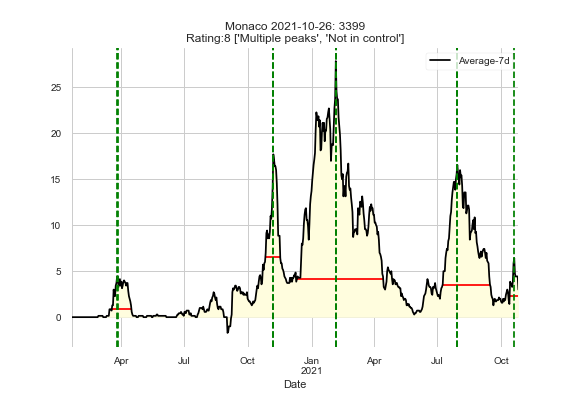 Monaco 2021-10-26: 3399
Rating:8 ['Multiple peaks', 'Not in control']
Average-7d
25
20
15
10
5
0
Apr Jul Oct Jan Apr Jul Oct
2021
Date